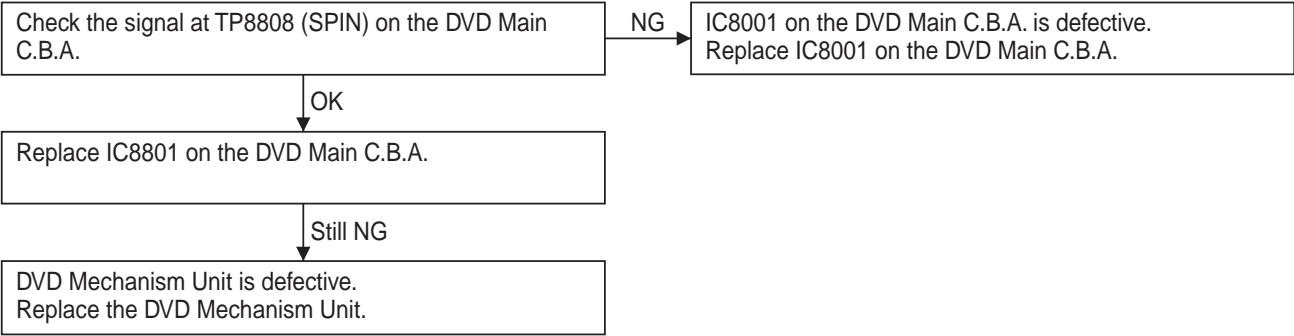 Check the signal at TP8808 (SPIN) on the DVD Main
C.B.A.
NG
IC8001 on the DVD Main C.B.A. is defective.
Replace IC8001 on the DVD Main C.B.A.
OK
Replace IC8801 on the DVD Main C.B.A.
Still NG
DVD Mechanism Unit is defective.
Replace the DVD Mechanism Unit.